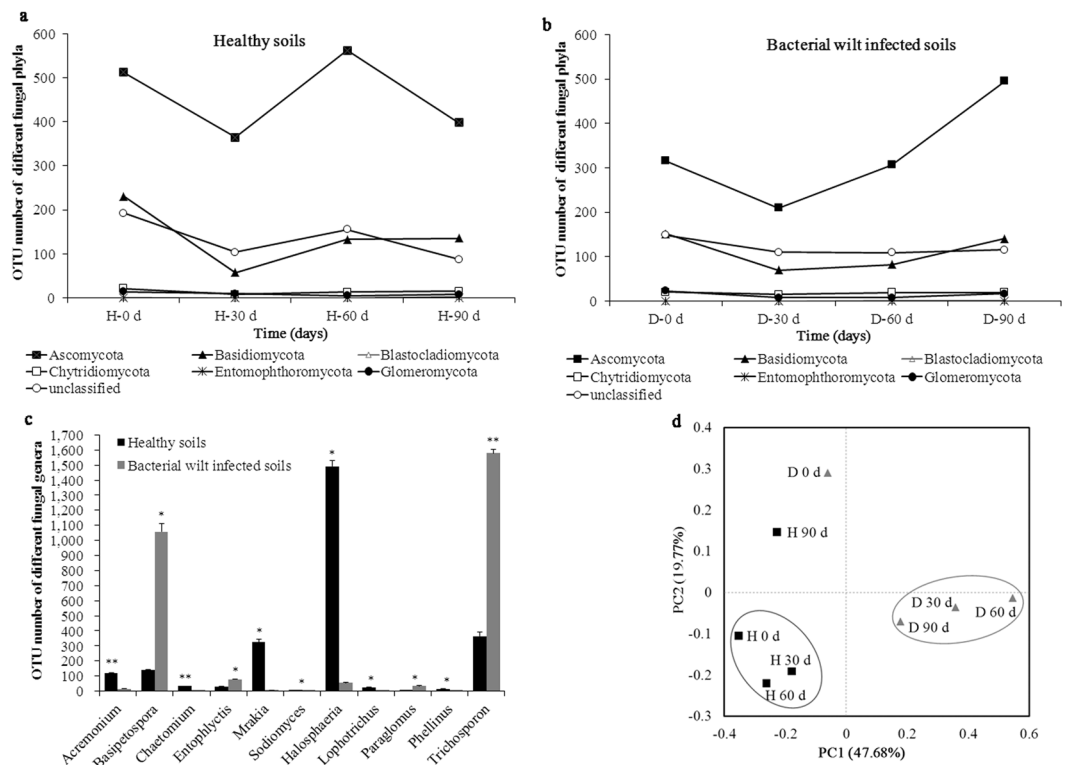 a
Healthy soils
OTU number of different fungal phyla
600
500
400
300
200
100
0
H-0 d H-30 d H-60 d H-90 d
Time (days)
Ascomycota Basidiomycota Blastocladiomycota
Chytridiomycota Entomophthoromycota Glomeromycota
unclassified
b
Bacterial wilt infected soils
OTU number of different fungal phyla
600
500
400
300
200
100
0
D-0 d D-30 d D-60 d D-90 d
Time (days)
Ascomycota Basidiomycota Blastocladiomycota
Chytridiomycota Entomophthoromycota Glomeromycota
unclassified
c
OTU number of different fungal genera
1,700
1,600
1,500
1,400
1,300
1,200
1,100
1,000
900
800
700
600
500
400
300
200
100
0
Healthy soils
Bacterial wilt infected soils
** * ** * * * * * * * **
Acremonium
Basipetospora
Chaetomium
Entophlyctis
Mrakia
Sodiomyces
Halosphaeria
Lophotrichus
Paraglomus
Phellinus
Trichosporon
d
PC2 (19.77%)
0.4
0.3
0.2
0.1
0
-0.1
-0.2
-0.3
D 0 d
H 90 d
D 30 d
D 60 d
D 90 d
H 0 d
H 30 d
H 60 d
-0.4 -0.2 0 0.2 0.4 0.6
PC1 (47.68%)